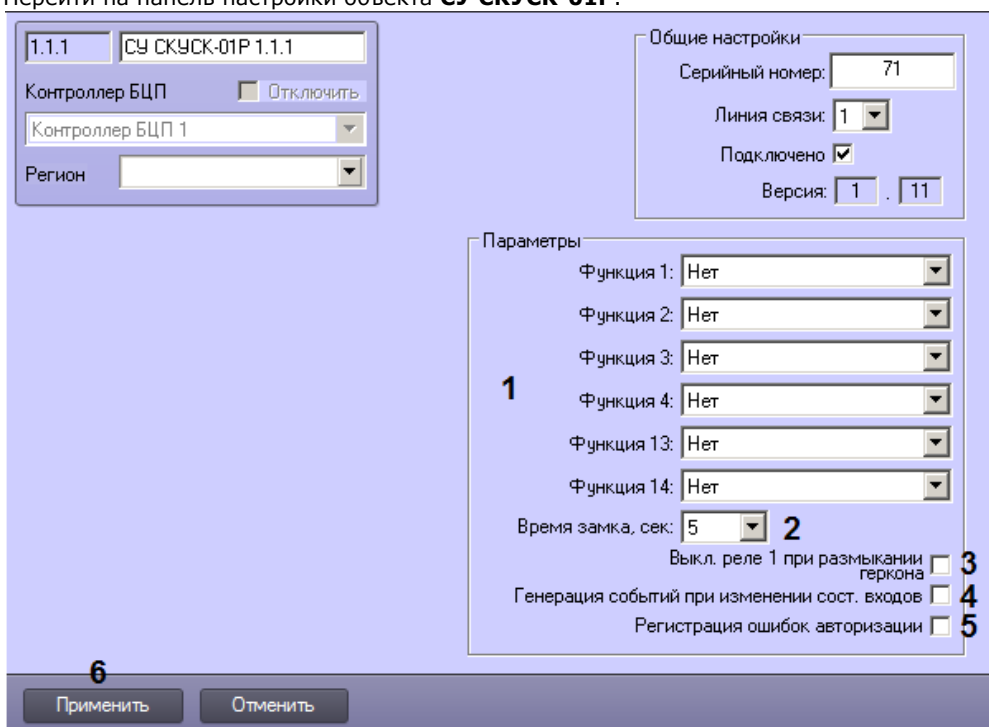 Перейти на панель настройки объекта СУ СКУСК-01Р.
1.1.1 СУ СКУСК-01Р 1.1.1
Контроллер БЦП Отключить
Контроллер БЦП 1
Регион
Общие настройки
Серийный номер: 71
Линия связи: 1
Подключено
Версия: 1 . 11
Параметры
Функция 1: Нет
Функция 2: Нет
Функция 3: Нет
1
Функция 4: Нет
Функция 13: Нет
Функция 14: Нет
Время замка, сек: 5 2
Выкл. реле 1 при размыкании
геркона 3
Генерация событий при изменении сост. входов 4
Регистрация ошибок авторизации 5
6
Применить Отменить